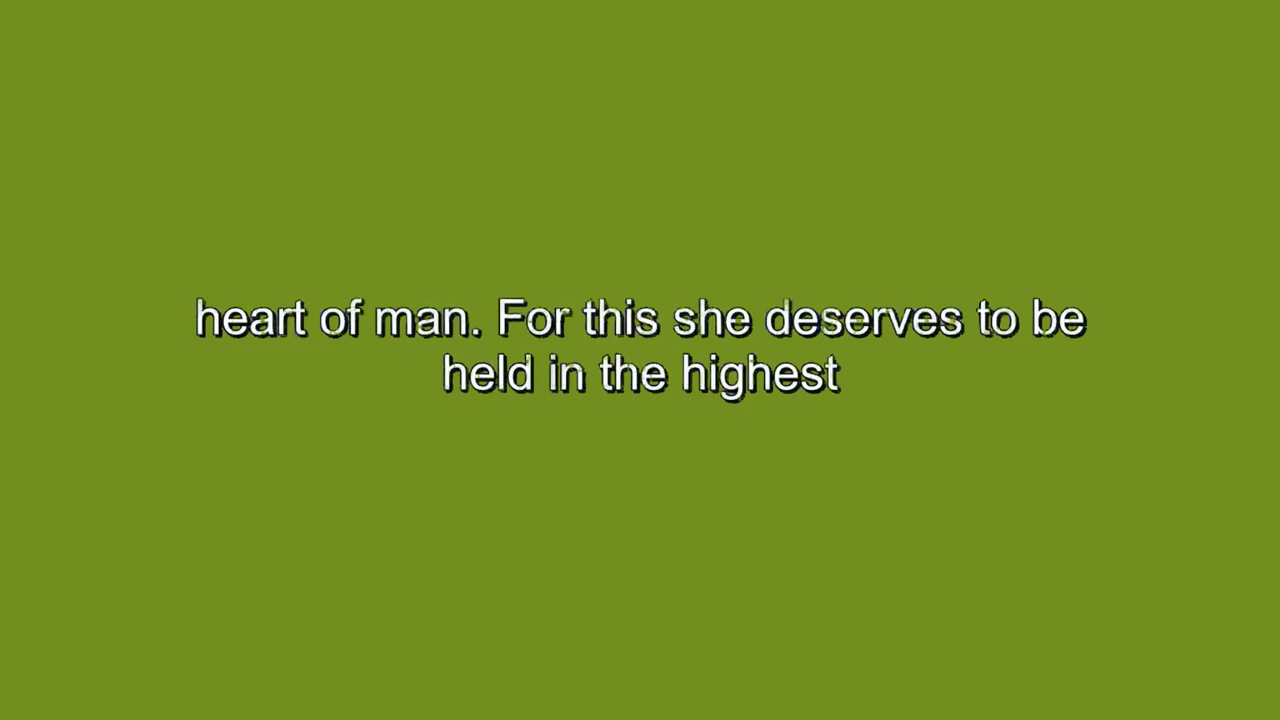 heart of man. For this she deserves to be
held in the highest